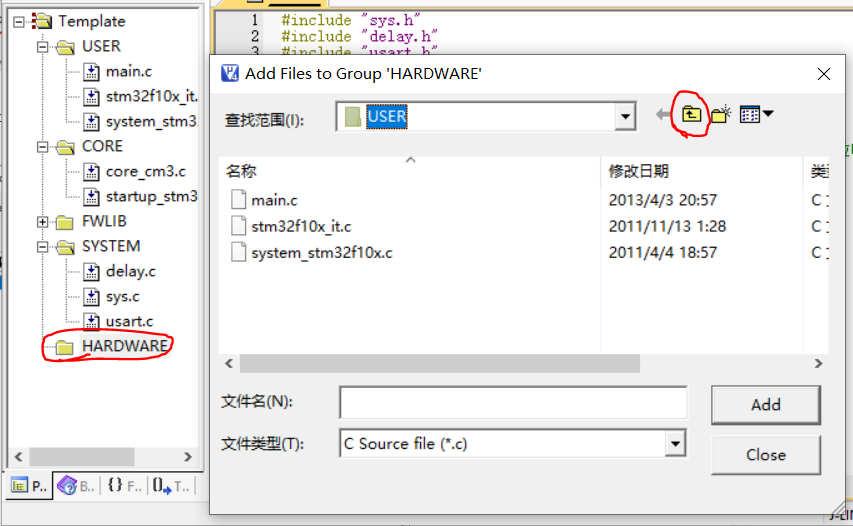 Template
USER
main.c
stm32f10x_it.
system_stm3
CORE
core_cm3.c
startup_stm3
FWLIB
SYSTEM
delay.c
sys.c
usart.c
HARDWARE
P..
B..
{} F..
T..
1 #include "sys.h"
2 #include "delay.h"
3 #include "usart.h"
Add Files to Group 'HARDWARE'
查找范围(I):
USER
名称 修改日期 类
main.c 2013/4/3 20:57 C
stm32f10x_it.c 2011/11/13 1:28 C
system_stm32f10x.c 2011/4/4 18:57 C
文件名(N):
Add
文件类型(T):
C Source file (*.c)
Close
J-LIN